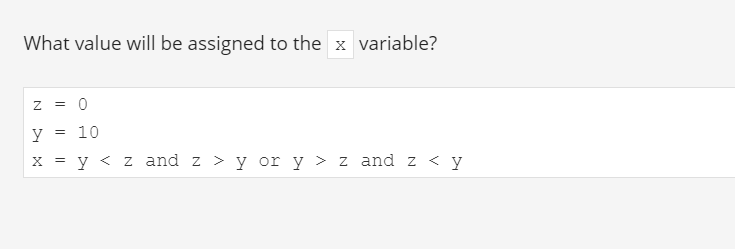 What value will be assigned to the x variable?
z = 0
y = 10
x = y < z and z > y or y > z and z < y